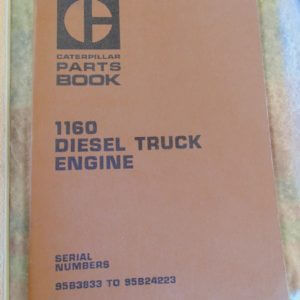 CATERPILLAR
PARTS
BOOK
1160
DIESEL TRUCK
ENGINE
SERIAL
NUMBERS
95B3833 TO 95B24223